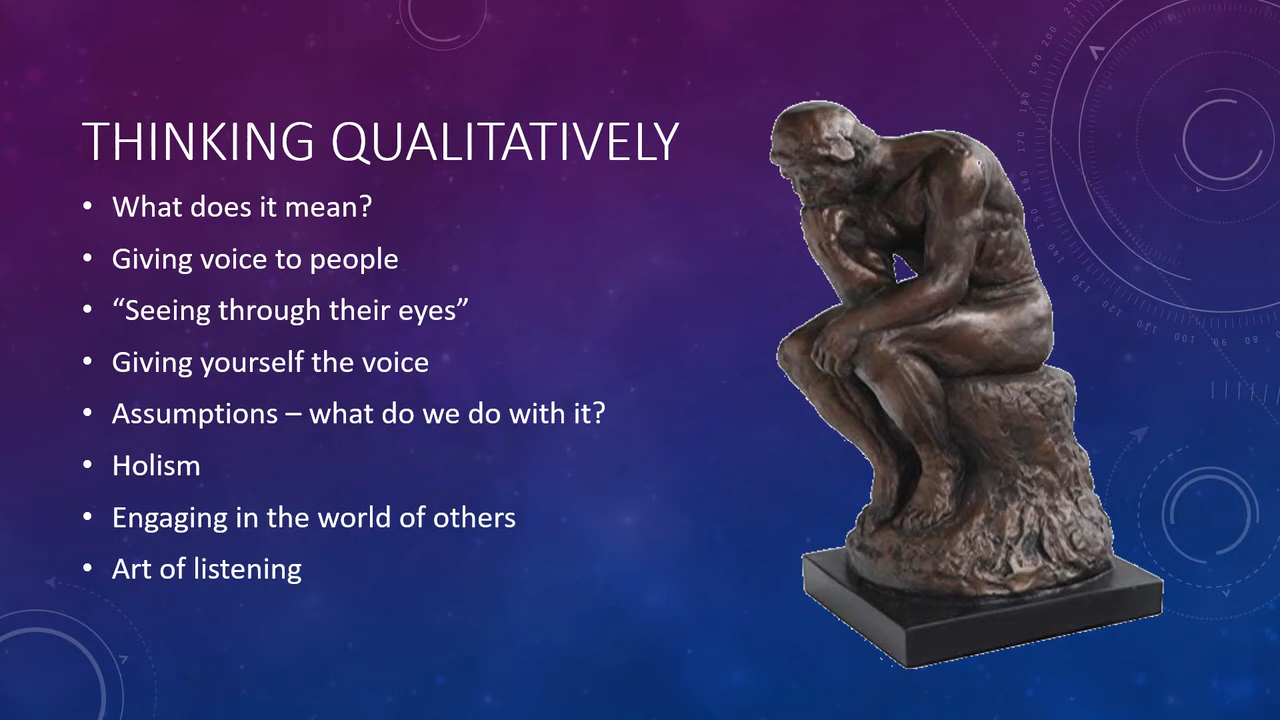 THINKING QUALITATIVELY
• What does it mean?
• Giving voice to people
• “Seeing through their eyes”
• Giving yourself the voice
• Assumptions – what do we do with it?
• Holism
• Engaging in the world of others
• Art of listening